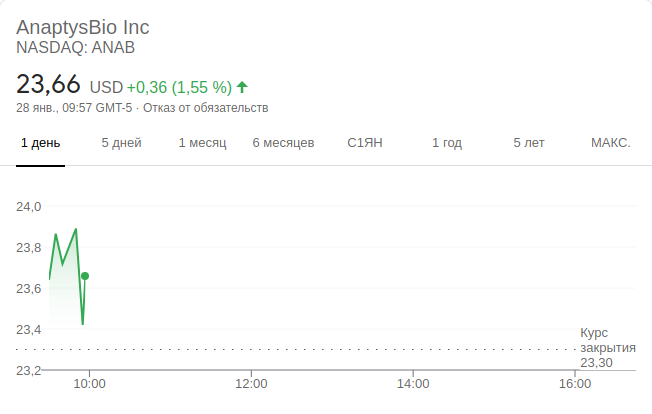 AnaptysBio Inc
NASDAQ: ANAB
23,66 USD +0,36 (1,55 %)
28 янв., 09:57 GMT-5 · Отказ от обязательств
1 день 5 дней 1 месяц 6 месяцев С1ЯН 1 год 5 лет МАКС.
24,0
23,8
23,6
23,4
Курс
закрытия
23,30
23,2
10:00 12:00 14:00 16:00